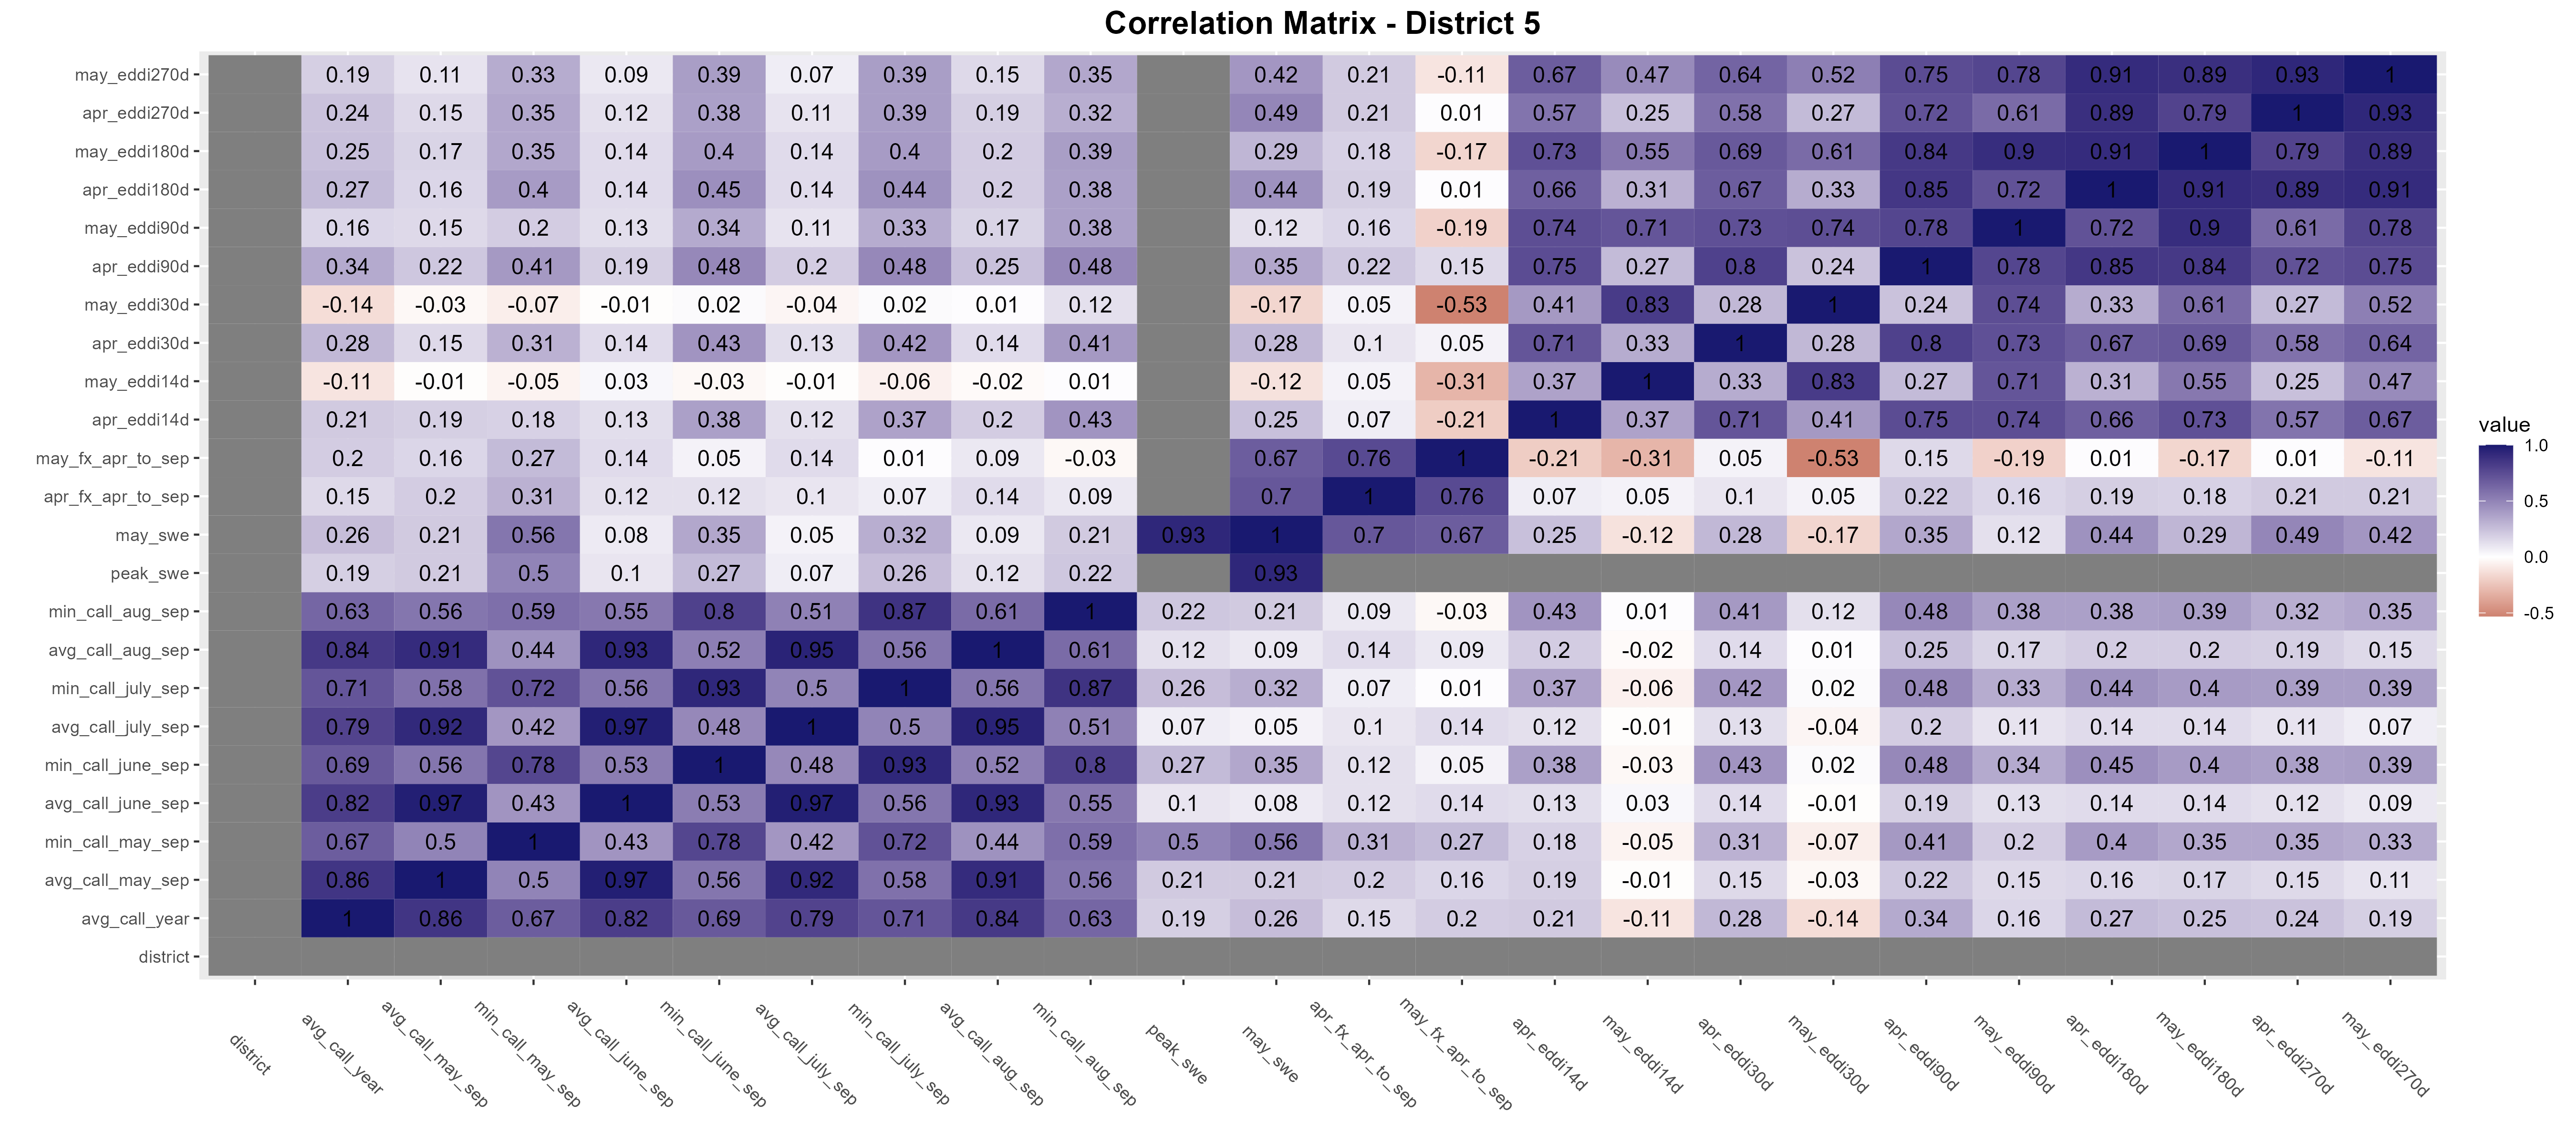 Correlation Matrix - District 5
may_eddi270d 0.19 0.11 0.33 0.09 0.39 0.07 0.39 0.15 0.35 0.42 0.21 -0.11 0.67 0.47 0.64 0.52 0.75 0.78 0.91 0.89 0.93 1
apr_eddi270d 0.24 0.15 0.35 0.12 0.38 0.11 0.39 0.19 0.32 0.49 0.21 0.01 0.57 0.25 0.58 0.27 0.72 0.61 0.89 0.79 1 0.93
may_eddi180d 0.25 0.17 0.35 0.14 0.4 0.14 0.4 0.2 0.39 0.29 0.18 -0.17 0.73 0.55 0.69 0.61 0.84 0.9 0.91 1 0.79 0.89
apr_eddi180d 0.27 0.16 0.4 0.14 0.45 0.14 0.44 0.2 0.38 0.44 0.19 0.01 0.66 0.31 0.67 0.33 0.85 0.72 1 0.91 0.89 0.91
may_eddi90d 0.16 0.15 0.2 0.13 0.34 0.11 0.33 0.17 0.38 0.12 0.16 -0.19 0.74 0.71 0.73 0.74 0.78 1 0.72 0.9 0.61 0.78
apr_eddi90d 0.34 0.22 0.41 0.19 0.48 0.2 0.48 0.25 0.48 0.35 0.22 0.15 0.75 0.27 0.8 0.24 1 0.78 0.85 0.84 0.72 0.75
may_eddi30d -0.14 -0.03 -0.07 -0.01 0.02 -0.04 0.02 0.01 0.12 -0.17 0.05 -0.53 0.41 0.83 0.28 1 0.24 0.74 0.33 0.61 0.27 0.52
apr_eddi30d 0.28 0.15 0.31 0.14 0.43 0.13 0.42 0.14 0.41 0.28 0.1 0.05 0.71 0.33 1 0.28 0.8 0.73 0.67 0.69 0.58 0.64
may_eddi14d -0.11 -0.01 -0.05 0.03 -0.03 -0.01 -0.06 -0.02 0.01 -0.12 0.05 -0.31 0.37 1 0.33 0.83 0.27 0.71 0.31 0.55 0.25 0.47
apr_eddi14d 0.21 0.19 0.18 0.13 0.38 0.12 0.37 0.2 0.43 0.25 0.07 -0.21 1 0.37 0.71 0.41 0.75 0.74 0.66 0.73 0.57 0.67
may_fx_apr_to_sep 0.2 0.16 0.27 0.14 0.05 0.14 0.01 0.09 -0.03 0.67 0.76 1 -0.21 -0.31 0.05 -0.53 0.15 -0.19 0.01 -0.17 0.01 -0.11
apr_fx_apr_to_sep 0.15 0.2 0.31 0.12 0.12 0.1 0.07 0.14 0.09 0.7 1 0.76 0.07 0.05 0.1 0.05 0.22 0.16 0.19 0.18 0.21 0.21
may_swe 0.26 0.21 0.56 0.08 0.35 0.05 0.32 0.09 0.21 0.93 1 0.7 0.67 0.25 -0.12 0.28 -0.17 0.35 0.12 0.44 0.29 0.49 0.42
peak_swe 0.19 0.21 0.5 0.1 0.27 0.07 0.26 0.12 0.22 0.93
min_call_aug_sep 0.63 0.56 0.59 0.55 0.8 0.51 0.87 0.61 1 0.22 0.21 0.09 -0.03 0.43 0.01 0.41 0.12 0.48 0.38 0.38 0.39 0.32 0.35
avg_call_aug_sep 0.84 0.91 0.44 0.93 0.52 0.95 0.56 1 0.61 0.12 0.09 0.14 0.09 0.2 -0.02 0.14 0.01 0.25 0.17 0.2 0.2 0.19 0.15
min_call_july_sep 0.71 0.58 0.72 0.56 0.93 0.5 1 0.56 0.87 0.26 0.32 0.07 0.01 0.37 -0.06 0.42 0.02 0.48 0.33 0.44 0.4 0.39 0.39
avg_call_july_sep 0.79 0.92 0.42 0.97 0.48 1 0.5 0.95 0.51 0.07 0.05 0.1 0.14 0.12 -0.01 0.13 -0.04 0.2 0.11 0.14 0.14 0.11 0.07
min_call_june_sep 0.69 0.56 0.78 0.53 1 0.48 0.93 0.52 0.8 0.27 0.35 0.12 0.05 0.38 -0.03 0.43 0.02 0.48 0.34 0.45 0.4 0.38 0.39
avg_call_june_sep 0.82 0.97 0.43 1 0.53 0.97 0.56 0.93 0.55 0.1 0.08 0.12 0.14 0.13 0.03 0.14 -0.01 0.19 0.13 0.14 0.14 0.12 0.09
min_call_may_sep 0.67 0.5 1 0.43 0.78 0.42 0.72 0.44 0.59 0.5 0.56 0.31 0.27 0.18 -0.05 0.31 -0.07 0.41 0.2 0.4 0.35 0.35 0.33
avg_call_may_sep 0.86 1 0.5 0.97 0.56 0.92 0.58 0.91 0.56 0.21 0.21 0.2 0.16 0.19 -0.01 0.15 -0.03 0.22 0.15 0.16 0.17 0.15 0.11
avg_call_year 1 0.86 0.67 0.82 0.69 0.79 0.71 0.84 0.63 0.19 0.26 0.15 0.2 0.21 -0.11 0.28 -0.14 0.34 0.16 0.27 0.25 0.24 0.19
district
district avg_call_year avg_call_may_sep min_call_may_sep avg_call_june_sep min_call_june_sep avg_call_july_sep min_call_july_sep avg_call_aug_sep min_call_aug_sep peak_swe may_swe apr_fx_apr_to_sep may_fx_apr_to_sep apr_eddi14d may_eddi14d apr_eddi30d may_eddi30d apr_eddi90d may_eddi90d apr_eddi180d may_eddi180d apr_eddi270d may_eddi270d
value
1.0
0.5
0.0
-0.5